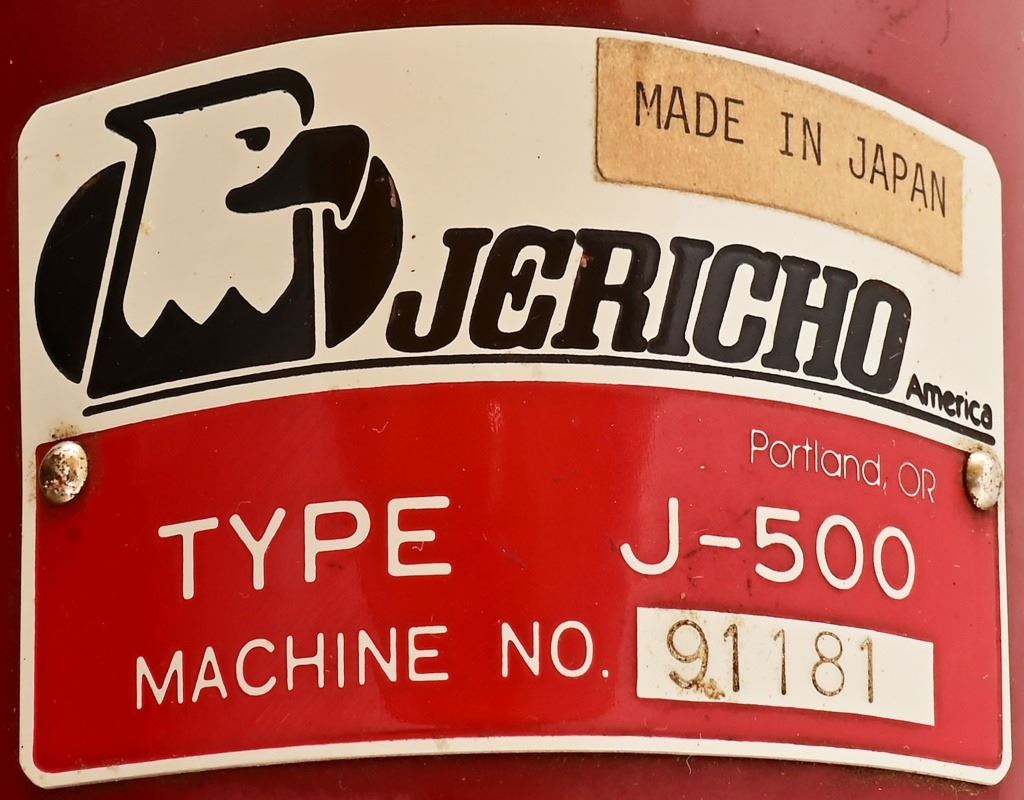 MADE IN JAPAN
JERICHO
America
Portland, OR
TYPE J-500
MACHINE NO. 91181